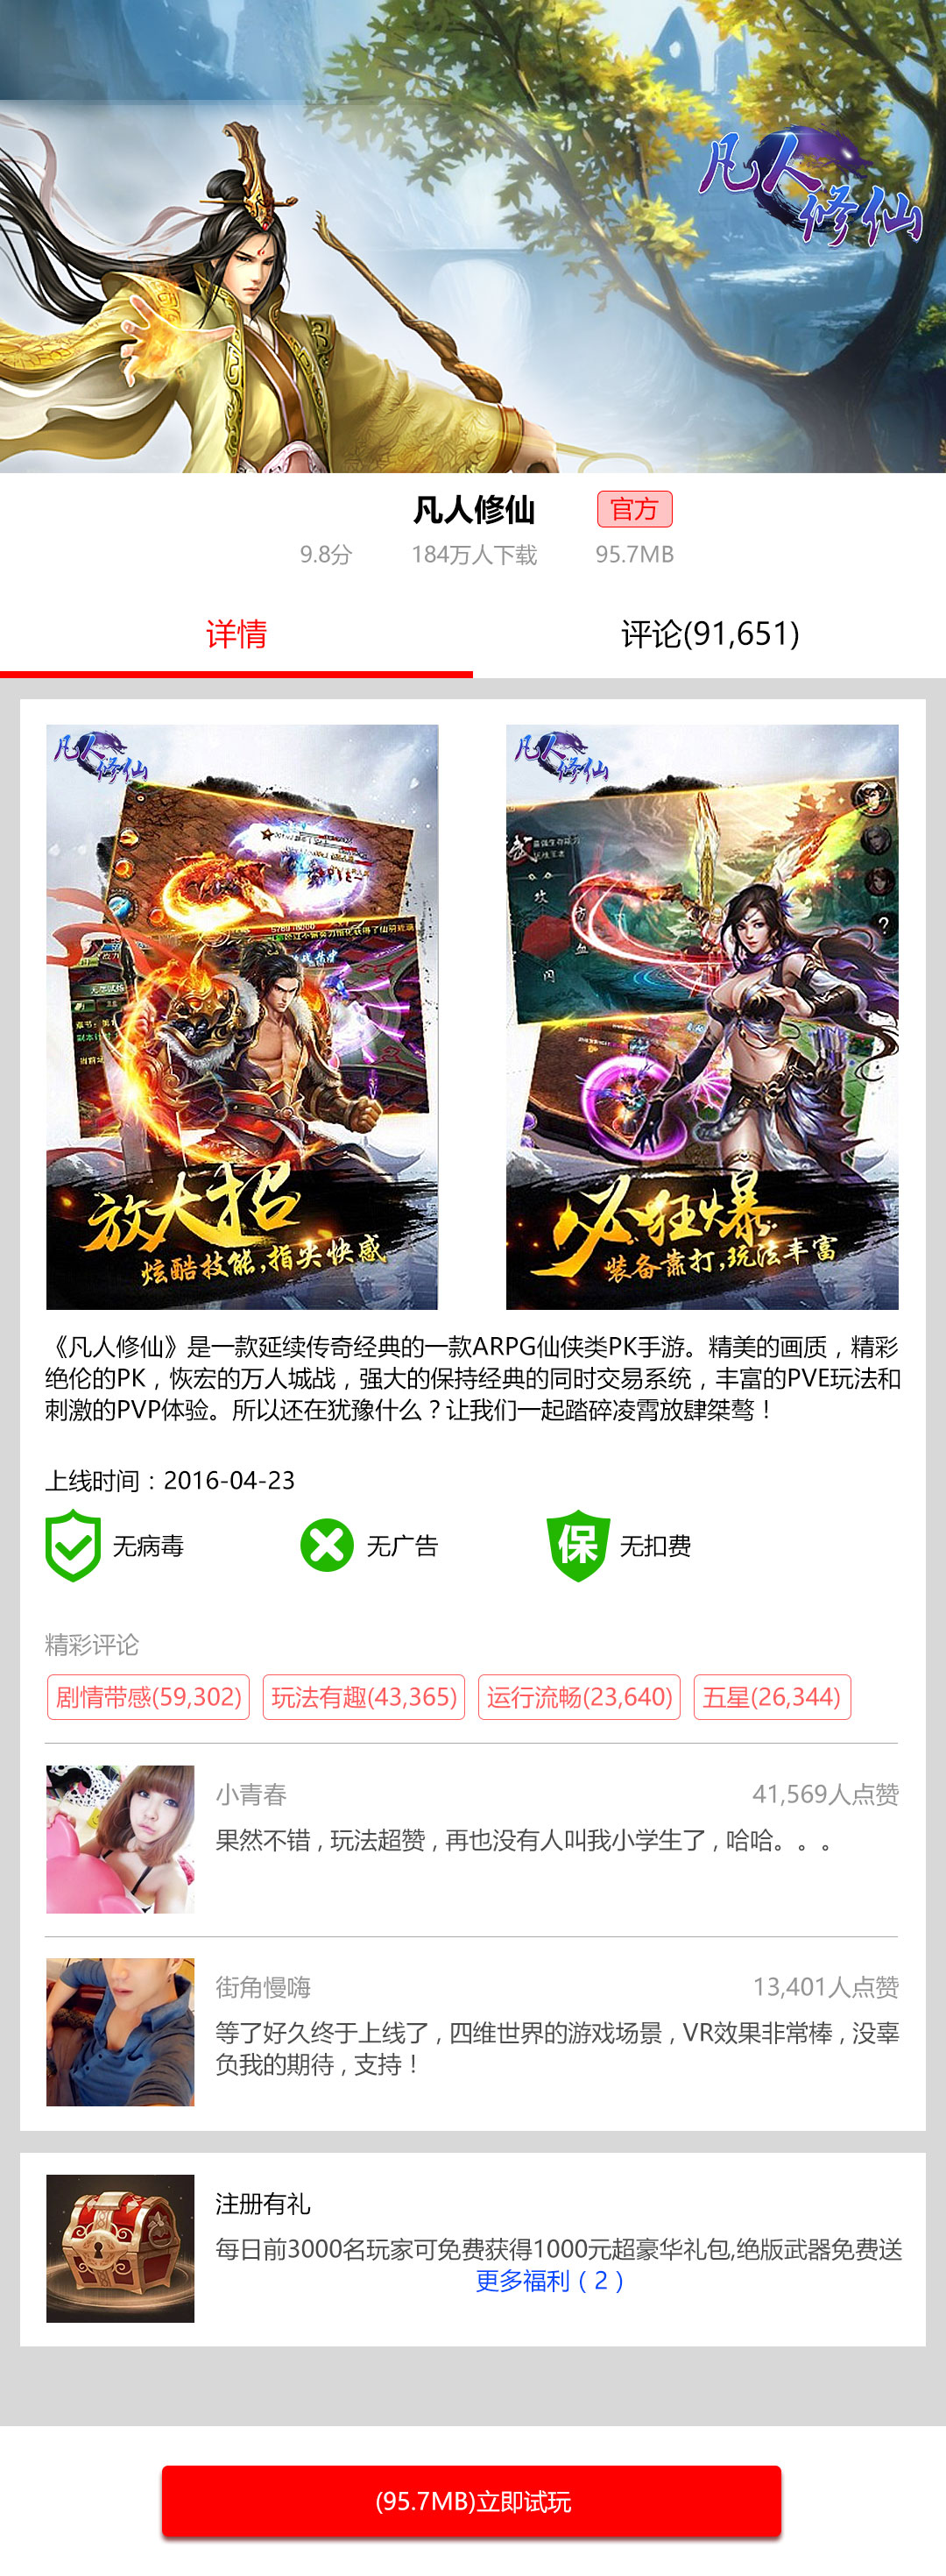 凡人修仙
凡人修仙 官方
9.8分 184万人下载 95.7MB
详情 评论(91,651)
凡人修仙
凡人修仙
放大招
炫酷技能,指尖快感
必狂爆
装备靠打,玩法丰富
《凡人修仙》是一款延续传奇经典的一款ARPG仙侠类PK手游。精美的画质，精彩
绝伦的PK，恢宏的万人城战，强大的保持经典的同时交易系统，丰富的PVE玩法和
刺激的PVP体验。所以还在犹豫什么？让我们一起踏碎凌霄放肆桀骜！
上线时间：2016-04-23
无病毒 无广告 保 无扣费
精彩评论
剧情带感(59,302) 玩法有趣(43,365) 运行流畅(23,640) 五星(26,344)
小青春 41,569人点赞
果然不错，玩法超赞，再也没有人叫我小学生了，哈哈。。。
街角慢嗨 13,401人点赞
等了好久终于上线了，四维世界的游戏场景，VR效果非常棒，没辜
负我的期待，支持！
注册有礼
每日前3000名玩家可免费获得1000元超豪华礼包,绝版武器免费送
更多福利（2）
(95.7MB)立即试玩